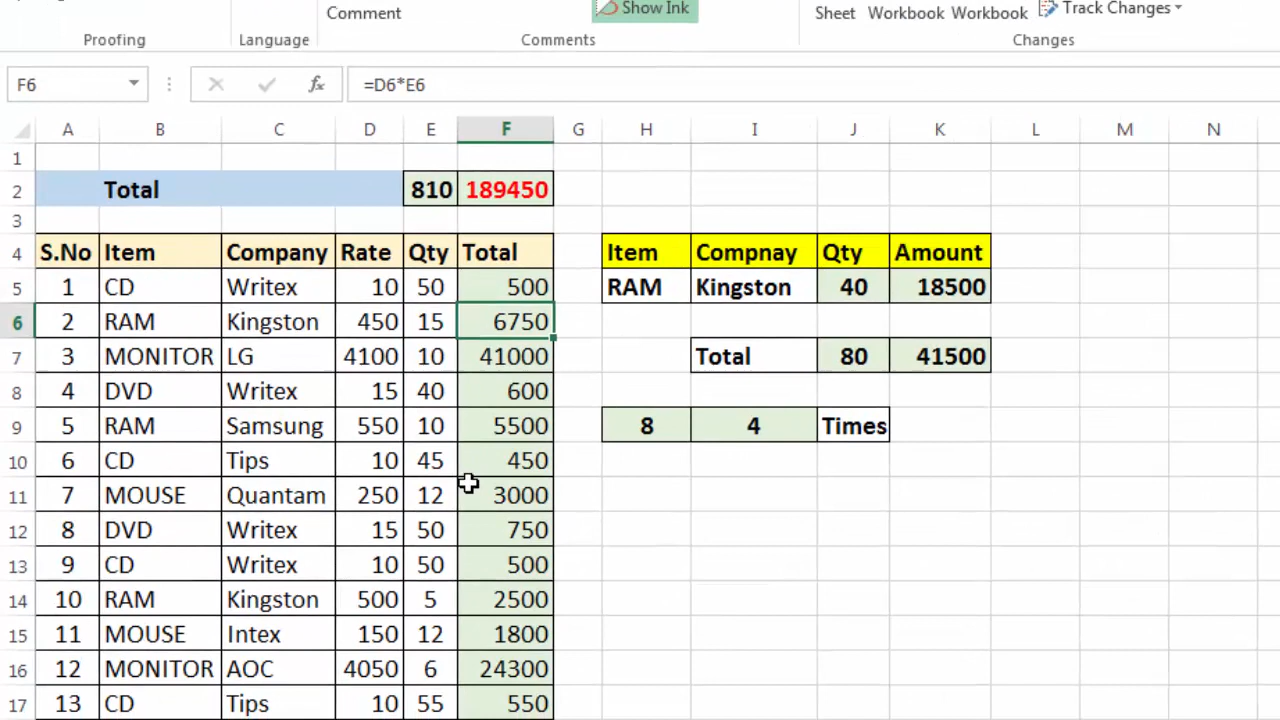 Comment Show Ink Sheet Workbook Workbook Track Changes
Proofing Language Comments Changes
F6 fx =D6*E6
A B C D E F G H I J K L M N
1
2 Total 810 189450
3
4 S.No Item Company Rate Qty Total Item Compnay Qty Amount
5 1 CD Writex 10 50 500 RAM Kingston 40 18500
6 2 RAM Kingston 450 15 6750
7 3 MONITOR LG 4100 10 41000 Total 80 41500
8 4 DVD Writex 15 40 600
9 5 RAM Samsung 550 10 5500 8 4 Times
10 6 CD Tips 10 45 450
11 7 MOUSE Quantam 250 12 3000
12 8 DVD Writex 15 50 750
13 9 CD Writex 10 50 500
14 10 RAM Kingston 500 5 2500
15 11 MOUSE Intex 150 12 1800
16 12 MONITOR AOC 4050 6 24300
17 13 CD Tips 10 55 550